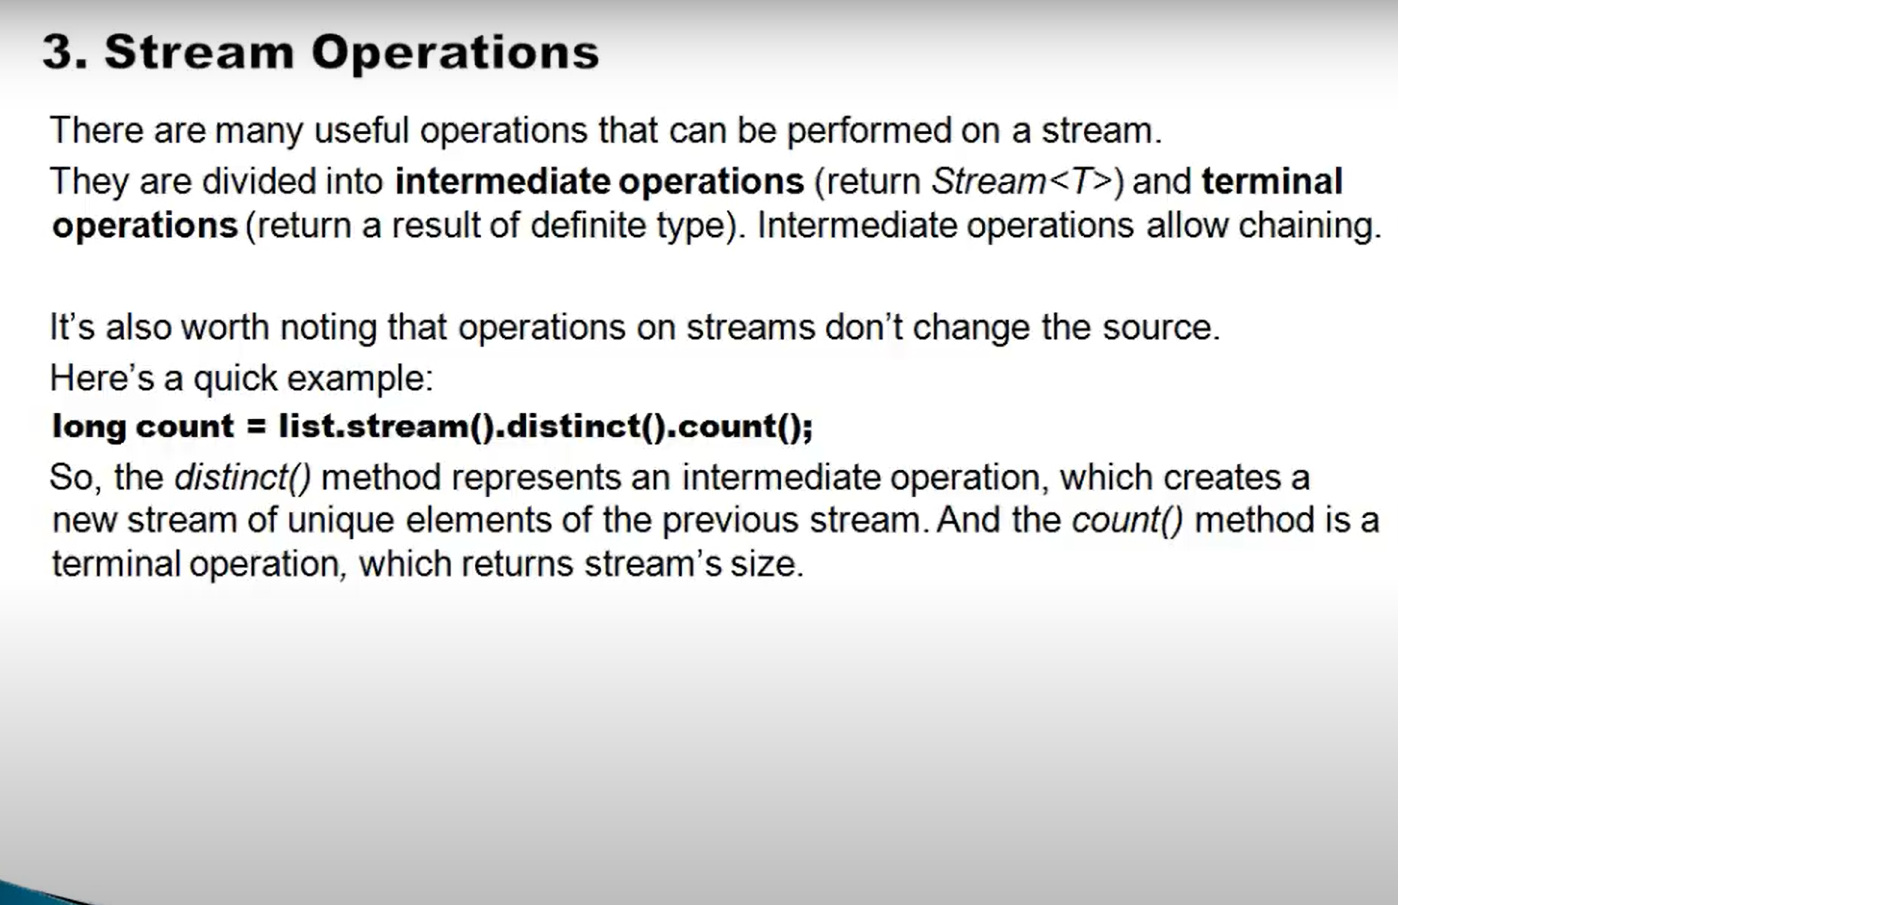 3. Stream Operations
There are many useful operations that can be performed on a stream.
They are divided into intermediate operations (return Stream<T>) and terminal
operations (return a result of definite type). Intermediate operations allow chaining.
It’s also worth noting that operations on streams don’t change the source.
Here’s a quick example:
long count = list.stream().distinct().count();
So, the distinct() method represents an intermediate operation, which creates a
new stream of unique elements of the previous stream. And the count() method is a
terminal operation, which returns stream’s size.